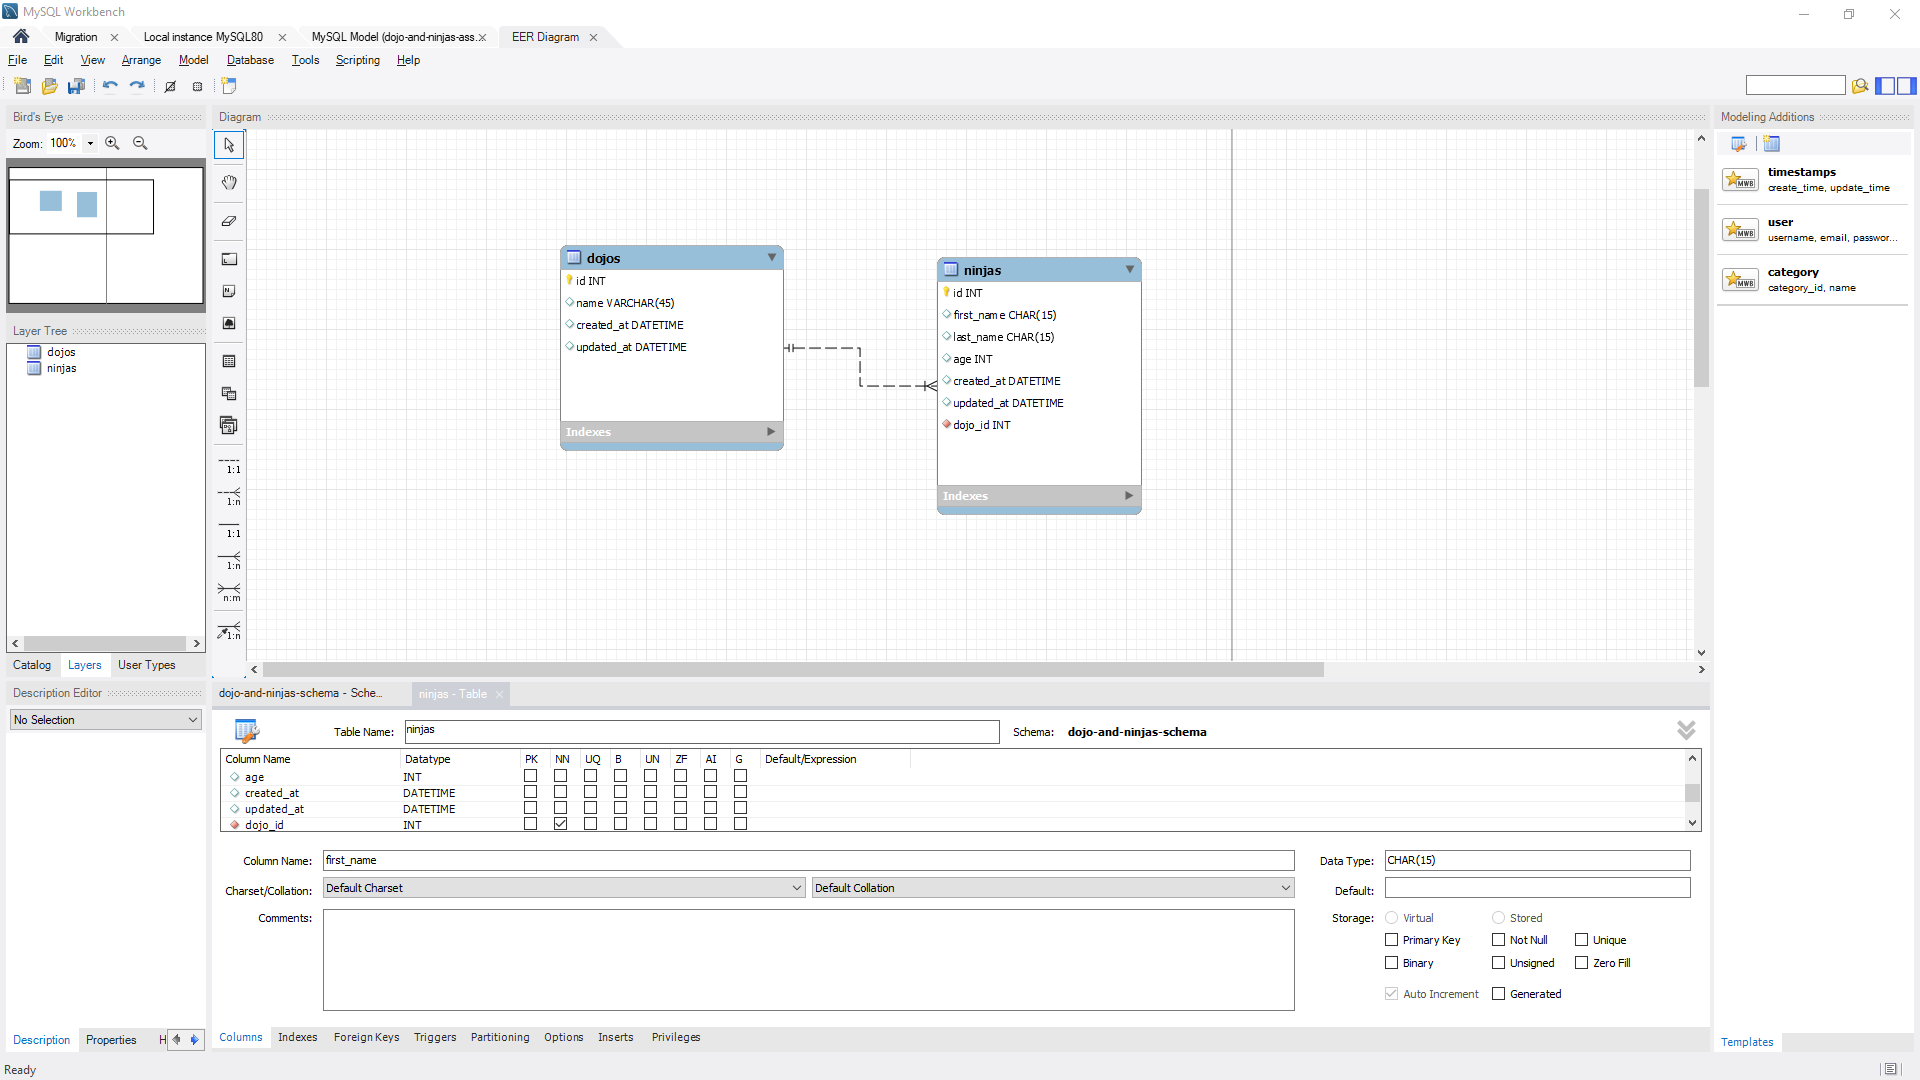 MySQL Workbench
Migration
Local instance MySQL80
MySQL Model (dojo-and-ninjas-ass...
EER Diagram
File Edit View Arrange Model Database Tools Scripting Help
Bird's Eye
Zoom: 100%
Layer Tree
dojos
ninjas
Catalog Layers User Types
Description Editor
No Selection
Description Properties H
Ready
Diagram
1:1
1:n
1:1
1:n
n:m
1:n
dojos
id INT
name VARCHAR(45)
created_at DATETIME
updated_at DATETIME
Indexes
ninjas
id INT
first_name CHAR(15)
last_name CHAR(15)
age INT
created_at DATETIME
updated_at DATETIME
dojo_id INT
Indexes
Modeling Additions
MWB
timestamps
create_time, update_time
MWB
user
username, email, passwor...
MWB
category
category_id, name
Templates
dojo-and-ninjas-schema - Sche...
ninjas - Table
Table Name: ninjas
Schema: dojo-and-ninjas-schema
Column Name Datatype PK NN UQ B UN ZF AI G Default/Expression
age INT
created_at DATETIME
updated_at DATETIME
dojo_id INT
Column Name: first_name
Data Type: CHAR(15)
Charset/Collation: Default Charset Default Collation
Default:
Comments:
Storage: Virtual Stored
Primary Key Not Null Unique
Binary Unsigned Zero Fill
Auto Increment Generated
Columns Indexes Foreign Keys Triggers Partitioning Options Inserts Privileges